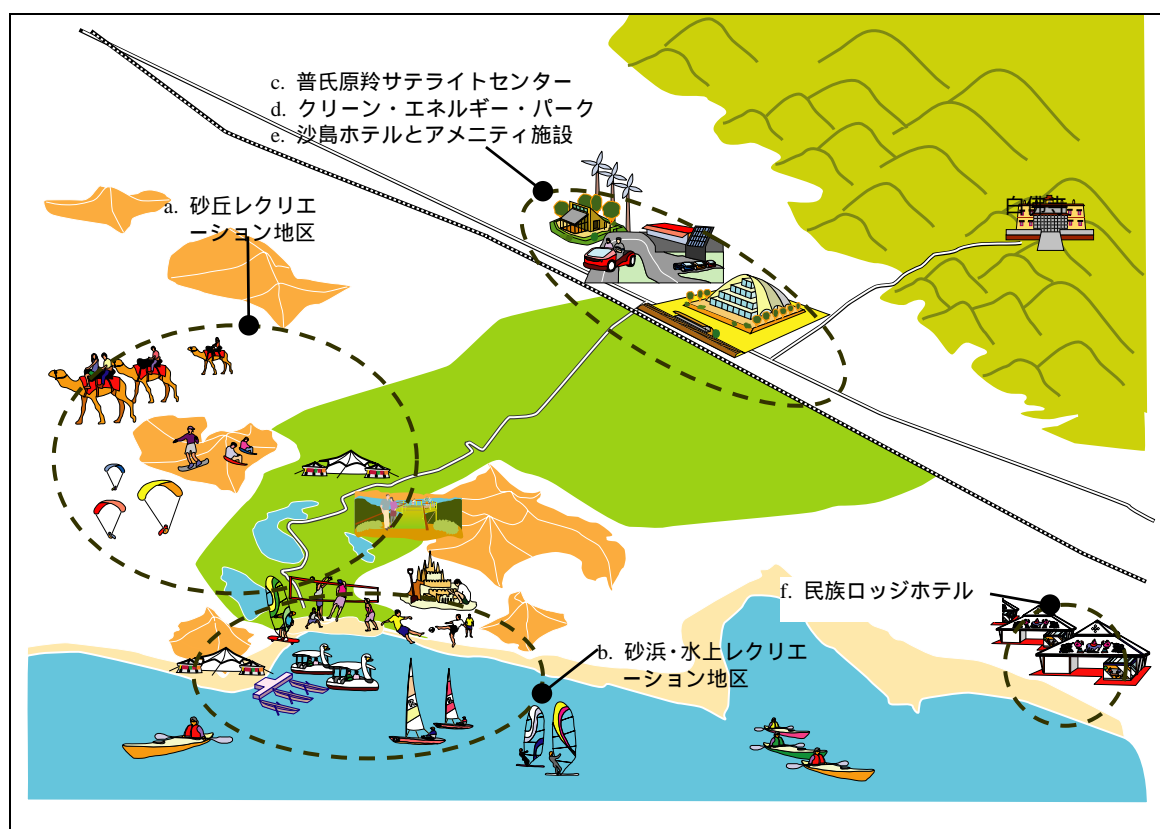 c. 普氏原羚サテライトセンター
d. クリーン・エネルギー・パーク
e. 沙島ホテルとアメニティ施設
a. 砂丘レクリエ
ーション地区
白佛寺
f. 民族ロッジホテル
b. 砂浜・水上レクリエ
ーション地区